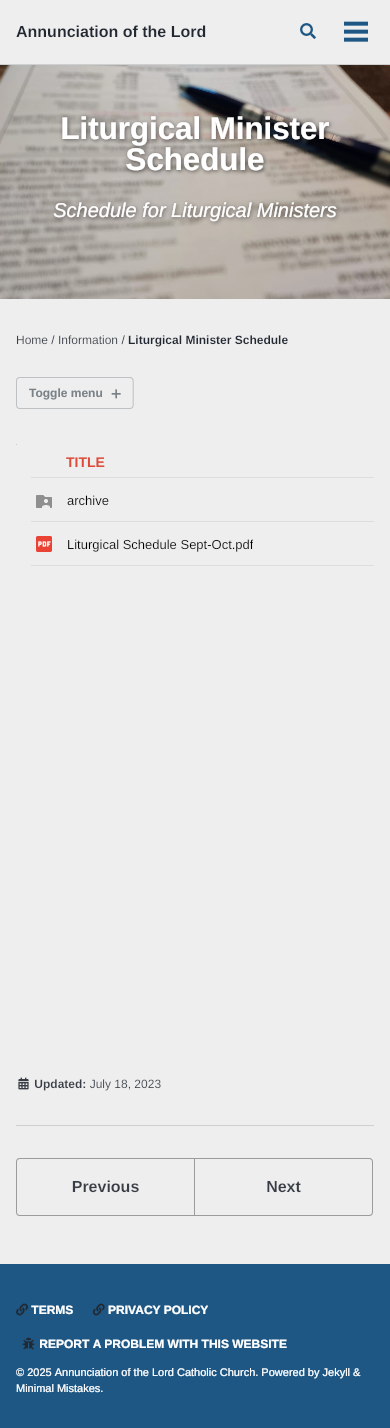 Annunciation of the Lord
Liturgical Minister
Schedule
Schedule for Liturgical Ministers
Home / Information / Liturgical Minister Schedule
Toggle menu +
TITLE
archive
PDF Liturgical Schedule Sept-Oct.pdf
Updated: July 18, 2023
Previous Next
TERMS PRIVACY POLICY
REPORT A PROBLEM WITH THIS WEBSITE
© 2025 Annunciation of the Lord Catholic Church. Powered by Jekyll &
Minimal Mistakes.